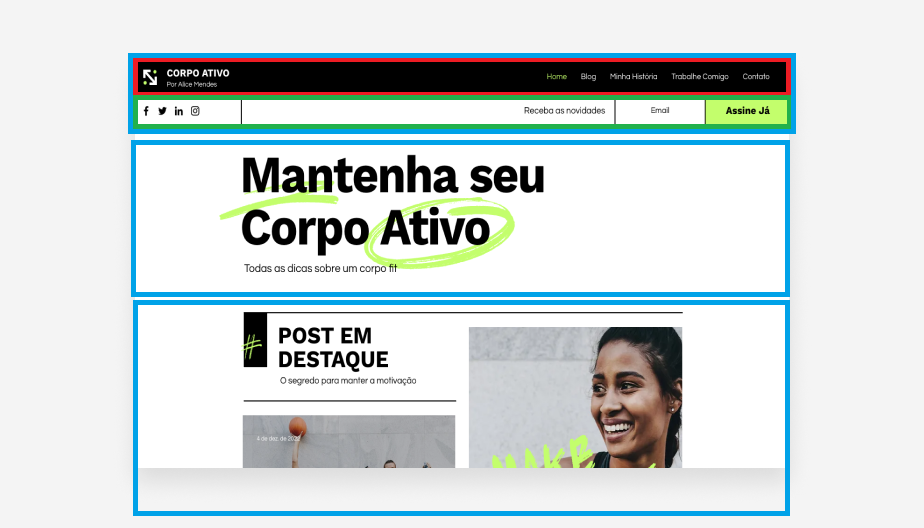 CORPO ATIVO
Por Alice Mendes
Home Blog Minha História Trabalhe Comigo Contato
Receba as novidades Email Assine Já
Mantenha seu
Corpo Ativo
Todas as dicas sobre um corpo fit
# POST EM
DESTAQUE
O segredo para manter a motivação
4 de dez. de 2022
MAKE